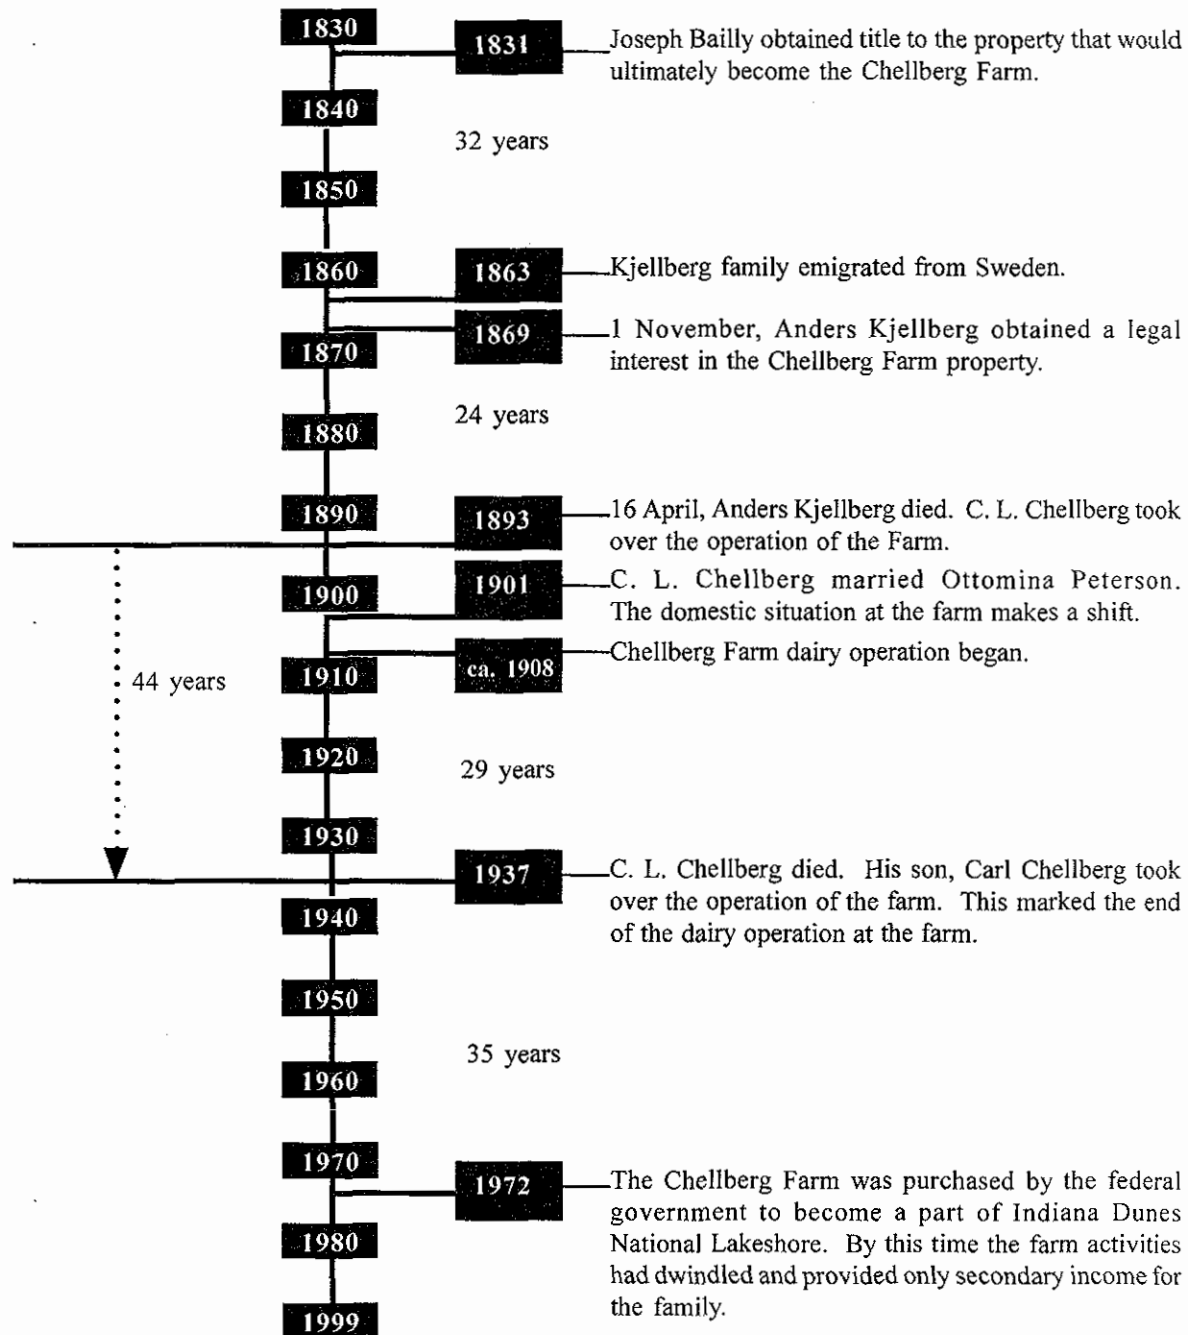 1830
1831
Joseph Bailly obtained title to the property that would
ultimately become the Chellberg Farm.
1840
32 years
1850
1860
1863
Kjellberg family emigrated from Sweden.
1869
1 November, Anders Kjellberg obtained a legal
interest in the Chellberg Farm property.
1870
24 years
1880
1890
1893
16 April, Anders Kjellberg died. C. L. Chellberg took
over the operation of the Farm.
1900
1901
C. L. Chellberg married Ottomina Peterson.
The domestic situation at the farm makes a shift.
ca. 1908
Chellberg Farm dairy operation began.
1910
44 years
1920
29 years
1930
1937
C. L. Chellberg died. His son, Carl Chellberg took
over the operation of the farm. This marked the end
of the dairy operation at the farm.
1940
1950
35 years
1960
1970
1972
The Chellberg Farm was purchased by the federal
government to become a part of Indiana Dunes
National Lakeshore. By this time the farm activities
had dwindled and provided only secondary income for
the family.
1980
1999